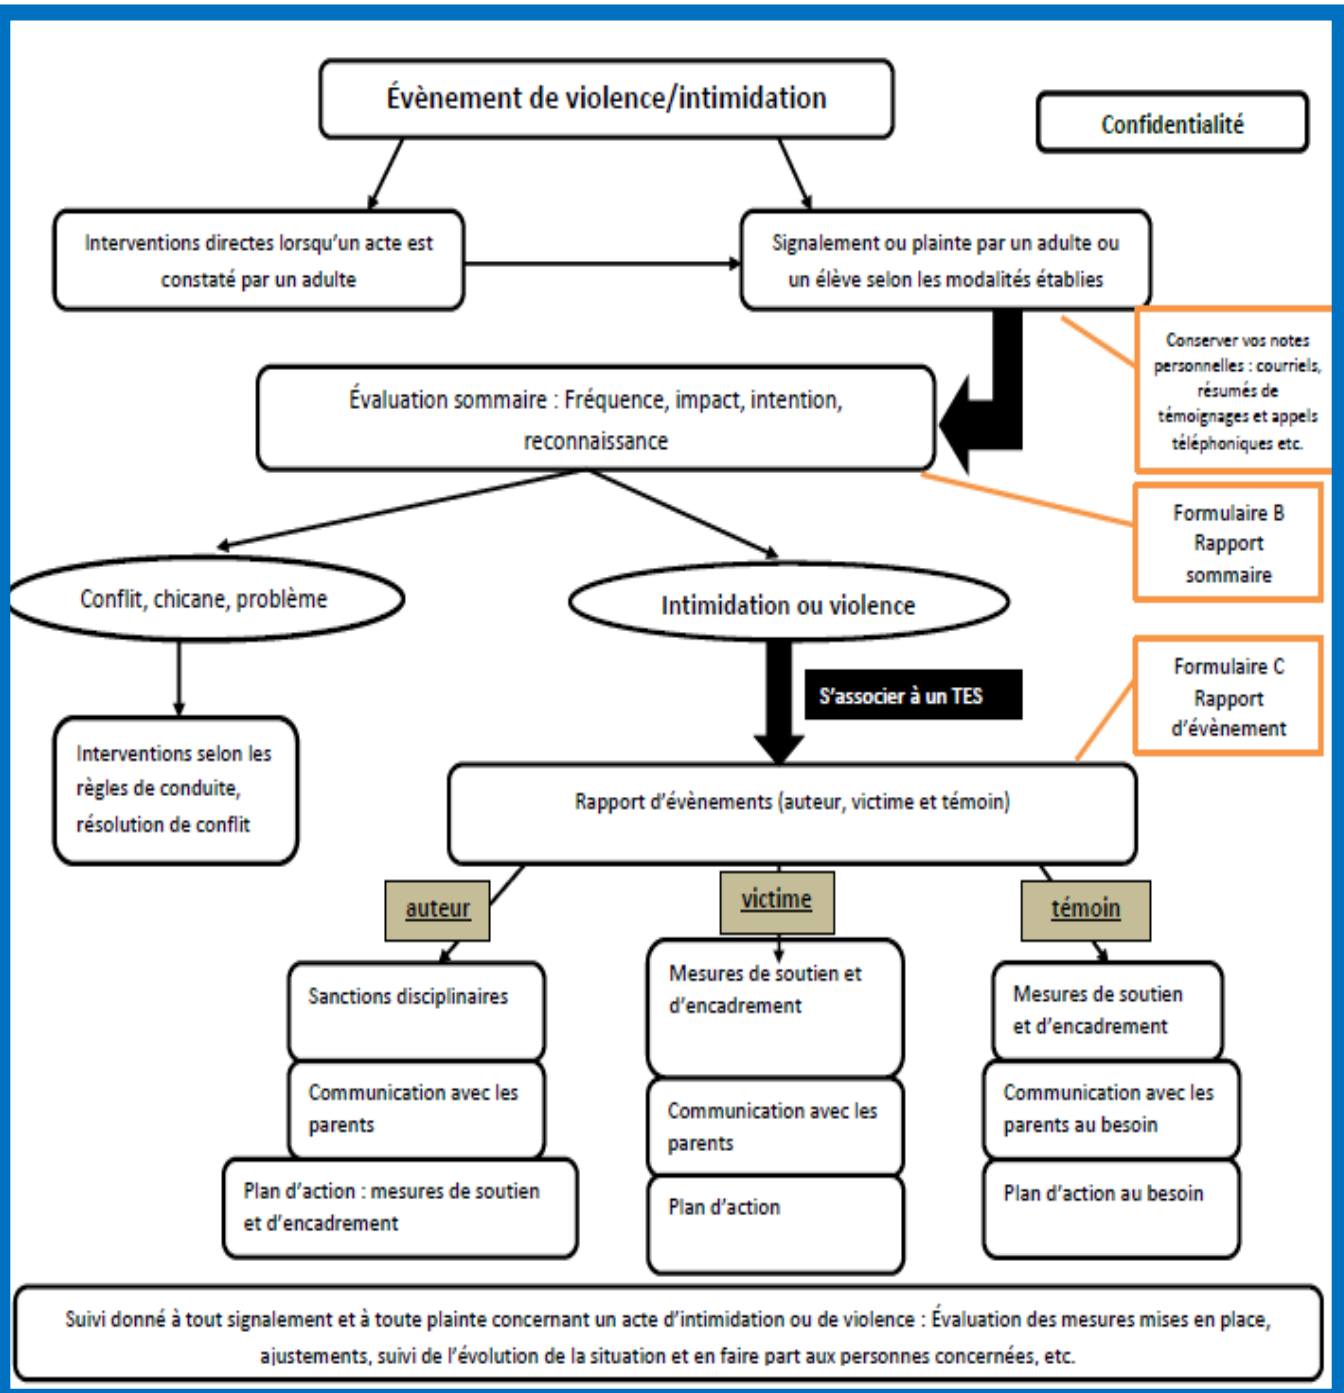 Évènement de violence/intimidation
Confidentialité
Interventions directes lorsqu'un acte est
constaté par un adulte
Signalement ou plainte par un adulte ou
un élève selon les modalités établies
Conserver vos notes
personnelles : courriels,
résumés de
témoignages et appels
téléphoniques etc.
Évaluation sommaire : Fréquence, impact, intention,
reconnaissance
Formulaire B
Rapport
sommaire
Conflit, chicane, problème
Intimidation ou violence
S'associer à un TES
Formulaire C
Rapport
d'évènement
Interventions selon les
règles de conduite,
résolution de conflit
Rapport d'évènements (auteur, victime et témoin)
auteur
victime
témoin
Sanctions disciplinaires
Communication avec les
parents
Plan d'action : mesures de soutien
et d'encadrement
Mesures de soutien et
d'encadrement
Communication avec les
parents
Plan d'action
Mesures de soutien
et d'encadrement
Communication avec les
parents au besoin
Plan d'action au besoin
Suivi donné à tout signalement et à toute plainte concernant un acte d'intimidation ou de violence : Évaluation des mesures mises en place,
ajustements, suivi de l'évolution de la situation et en faire part aux personnes concernées, etc.